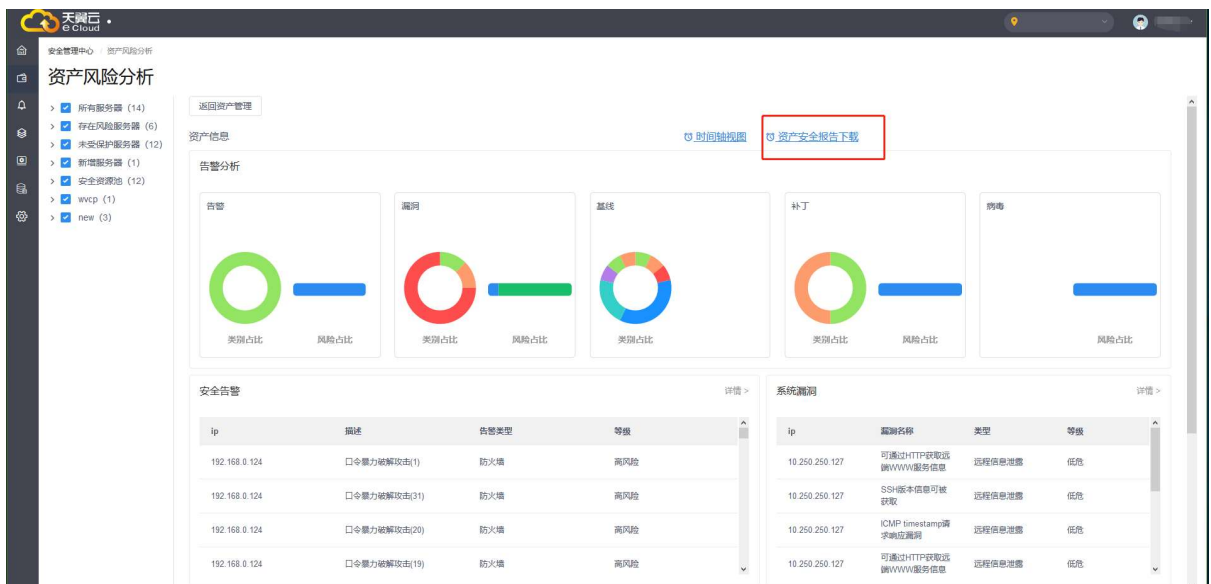 天翼云
e Cloud
安全管理中心 / 资产风险分析
资产风险分析
所有服务器 (14)
存在风险服务器 (6)
未受保护服务器 (12)
新增服务器 (1)
安全资源池 (12)
wvcp (1)
new (3)
返回资产管理
资产信息
时间轴视图
资产安全报告下载
告警分析
告警
类别占比 风险占比
漏洞
类别占比 风险占比
基线
类别占比
补丁
类别占比 风险占比
病毒
风险占比
安全告警 详情 >
ip 描述 告警类型 等级
192.168.0.124 口令暴力破解攻击(1) 防火墙 高风险
192.168.0.124 口令暴力破解攻击(31) 防火墙 高风险
192.168.0.124 口令暴力破解攻击(20) 防火墙 高风险
192.168.0.124 口令暴力破解攻击(19) 防火墙 高风险
系统漏洞 详情 >
ip 漏洞名称 类型 等级
10.250.250.127 可通过HTTP获取远 远程信息泄露 低危
端WWW服务信息
10.250.250.127 SSH版本信息可被 远程信息泄露 低危
获取
10.250.250.127 ICMP timestamp请 远程信息泄露 低危
求响应漏洞
10.250.250.127 可通过HTTP获取远 远程信息泄露 低危
端WWW服务信息